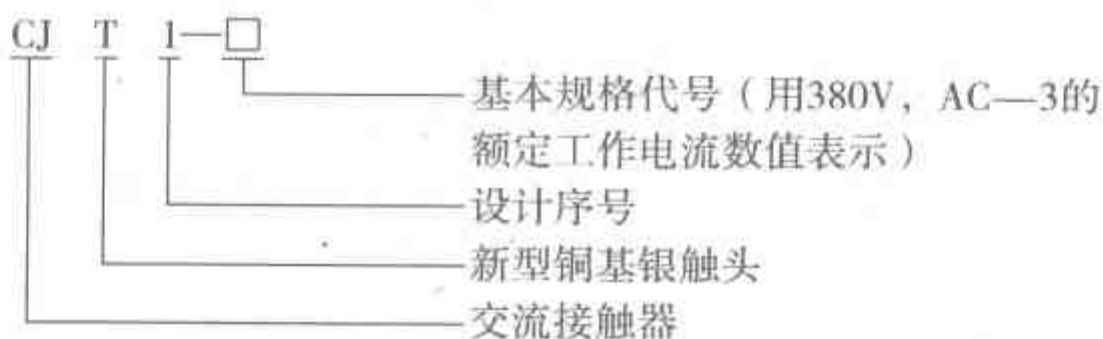 CJ T 1—□
基本规格代号（用380V，AC—3的
额定工作电流数值表示）
设计序号
新型铜基银触头
交流接触器